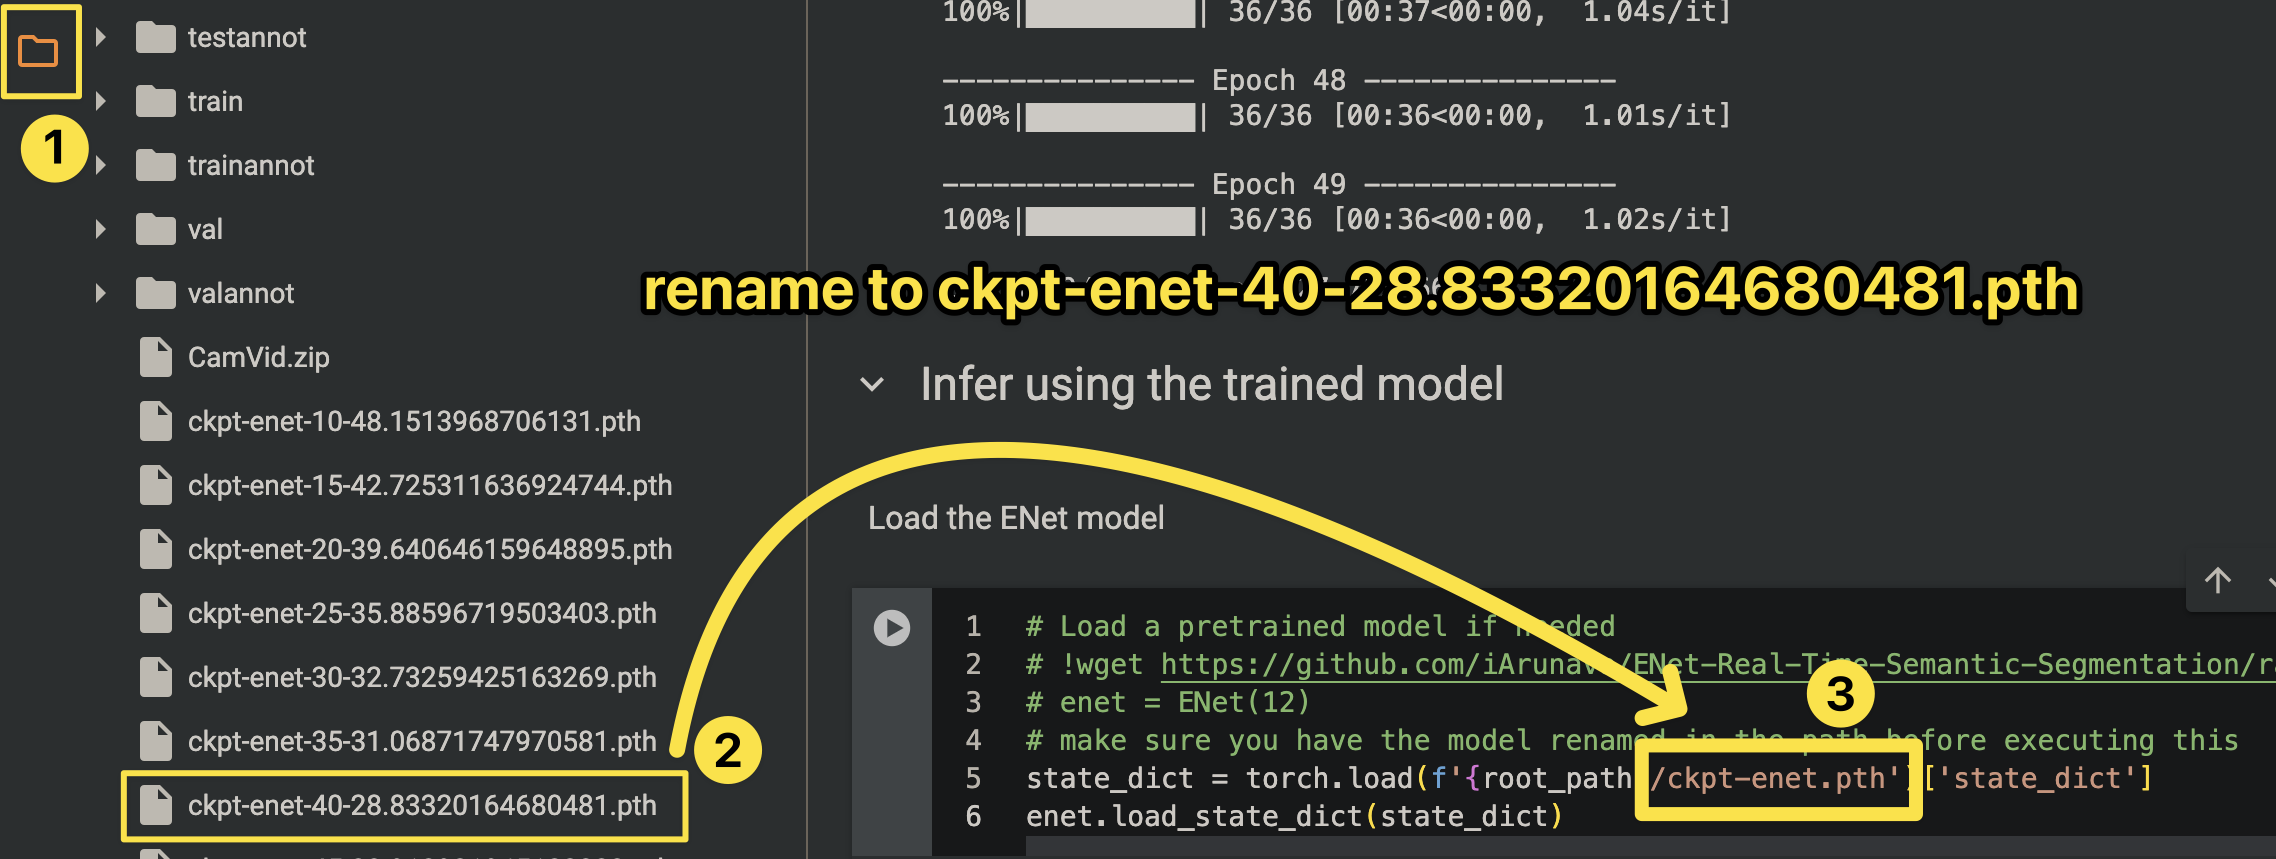 testannot
train
trainannot
val
valannot
CamVid.zip
ckpt-enet-10-48.1513968706131.pth
ckpt-enet-15-42.725311636924744.pth
ckpt-enet-20-39.640646159648895.pth
ckpt-enet-25-35.88596719503403.pth
ckpt-enet-30-32.73259425163269.pth
ckpt-enet-35-31.06871747970581.pth
ckpt-enet-40-28.83320164680481.pth
1
2
100%| | 36/36 [00:37<00:00, 1.04s/it]
--------------- Epoch 48 ---------------
100%| | 36/36 [00:36<00:00, 1.01s/it]
--------------- Epoch 49 ---------------
100%| | 36/36 [00:36<00:00, 1.02s/it]
rename to ckpt-enet-40-28.83320164680481.pth
Infer using the trained model
Load the ENet model
1 # Load a pretrained model if needed
2 # !wget https://github.com/iArunava/ENet-Real-Time-Semantic-Segmentation/
3 # enet = ENet(12)
3
4 # make sure you have the model renamed in the path before executing this
5 state_dict = torch.load(f'{root_path}/ckpt-enet.pth')['state_dict']
6 enet.load_state_dict(state_dict)